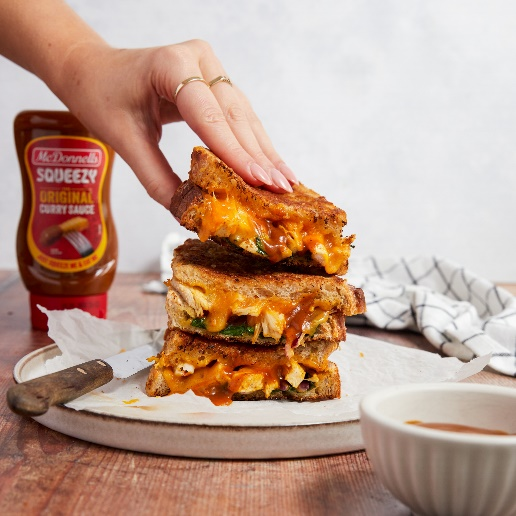 McDonnells
SQUEEZY
ORIGINAL
CURRY SAUCE